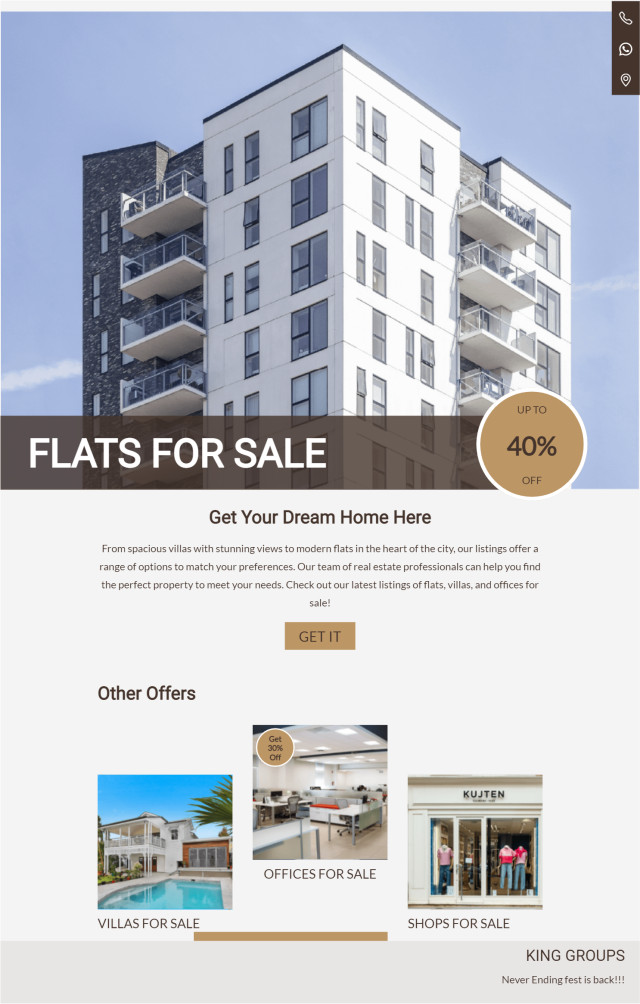 FLATS FOR SALE
UP TO
40%
OFF
Get Your Dream Home Here
From spacious villas with stunning views to modern flats in the heart of the city, our listings offer a
range of options to match your preferences. Our team of real estate professionals can help you find
the perfect property to meet your needs. Check out our latest listings of flats, villas, and offices for
sale!
GET IT
Other Offers
Get
30%
Off
KUJTEN
OFFICES FOR SALE
VILLAS FOR SALE
SHOPS FOR SALE
KING GROUPS
Never Ending fest is back!!!